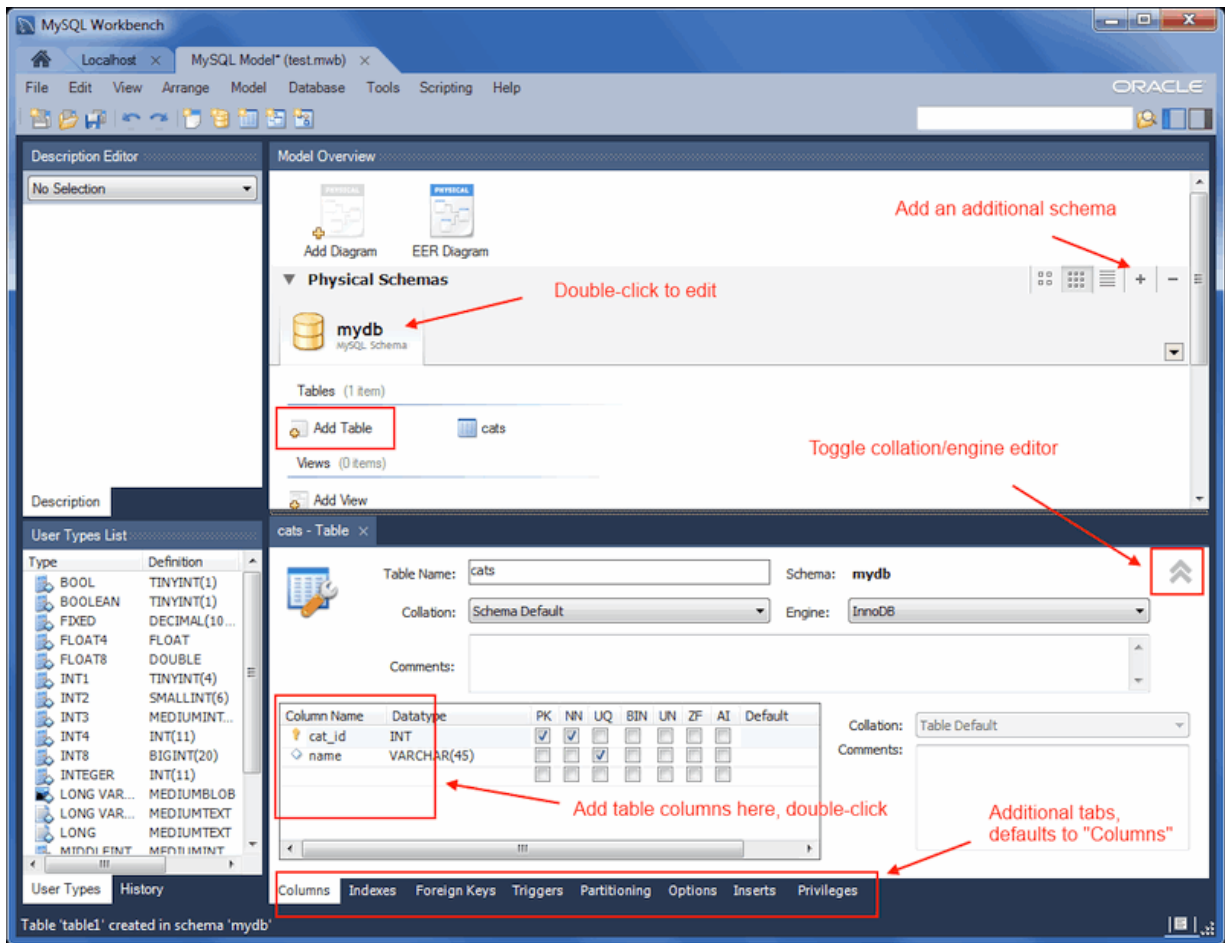 MySQL Workbench
Localhost
MySQL Model* (test.mwb)
File Edit View Arrange Model Database Tools Scripting Help
ORACLE
Description Editor
No Selection
Description
Model Overview
PHYSICAL PHYSICAL
Add Diagram EER Diagram
Add an additional schema
Physical Schemas
Double-click to edit
mydb
MySQL Schema
Tables (1 item)
Add Table cats
Toggle collation/engine editor
Views (0 items)
Add View
User Types List
Type Definition
BOOL TINYINT(1)
BOOLEAN TINYINT(1)
FIXED DECIMAL(10...
FLOAT4 FLOAT
FLOAT8 DOUBLE
INT1 TINYINT(4)
INT2 SMALLINT(6)
INT3 MEDIUMINT...
INT4 INT(11)
INT8 BIGINT(20)
INTEGER INT(11)
LONG VAR... MEDIUMBLOB
LONG VAR... MEDIUMTEXT
LONG MEDIUMTEXT
MIDDLEINT MEDIUMINT
User Types History
cats - Table
Table Name: cats Schema: mydb
Collation: Schema Default Engine: InnoDB
Comments:
Column Name Datatype PK NN UQ BIN UN ZF AI Default
cat_id INT
name VARCHAR(45)
Collation: Table Default
Comments:
Add table columns here, double-click
Additional tabs,
defaults to "Columns"
Columns Indexes Foreign Keys Triggers Partitioning Options Inserts Privileges
Table 'table1' created in schema 'mydb'